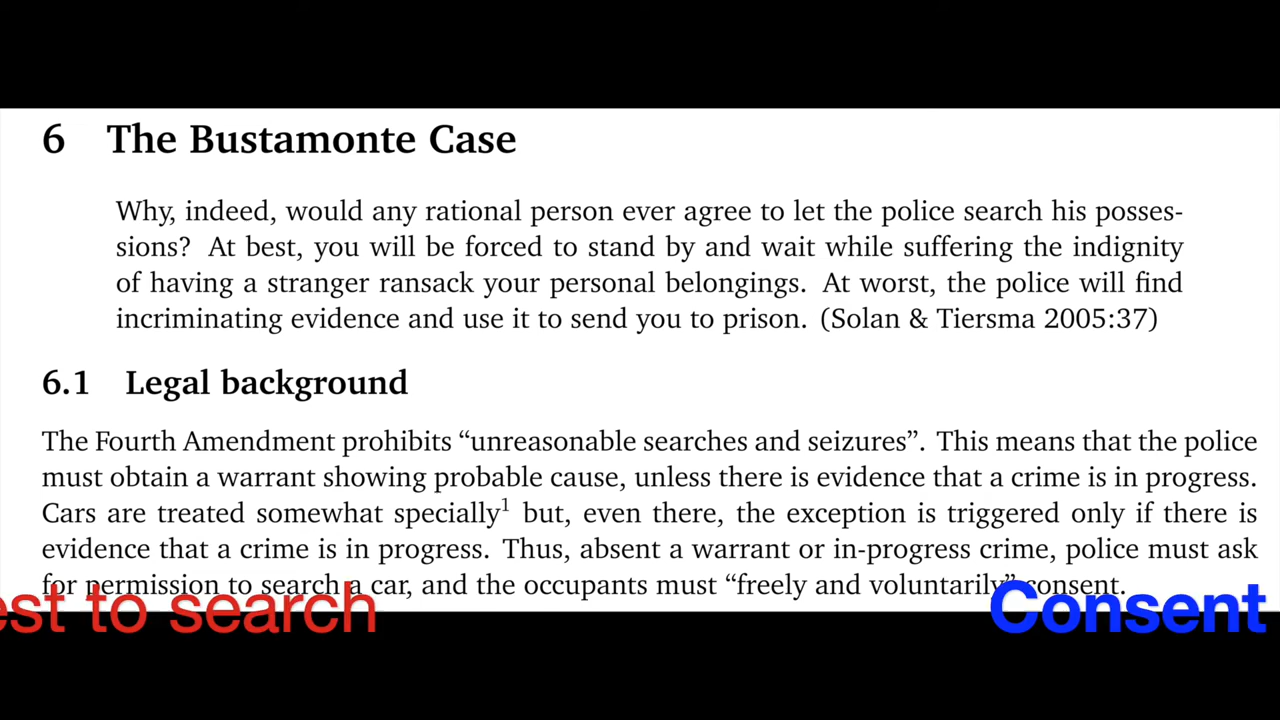 6 The Bustamonte Case
Why, indeed, would any rational person ever agree to let the police search his posses-
sions? At best, you will be forced to stand by and wait while suffering the indignity
of having a stranger ransack your personal belongings. At worst, the police will find
incriminating evidence and use it to send you to prison. (Solan & Tiersma 2005:37)
6.1 Legal background
The Fourth Amendment prohibits “unreasonable searches and seizures”. This means that the police
must obtain a warrant showing probable cause, unless there is evidence that a crime is in progress.
Cars are treated somewhat specially¹ but, even there, the exception is triggered only if there is
evidence that a crime is in progress. Thus, absent a warrant or in-progress crime, police must ask
for permission to search a car, and the occupants must “freely and voluntarily” consent.
est to search
Consent